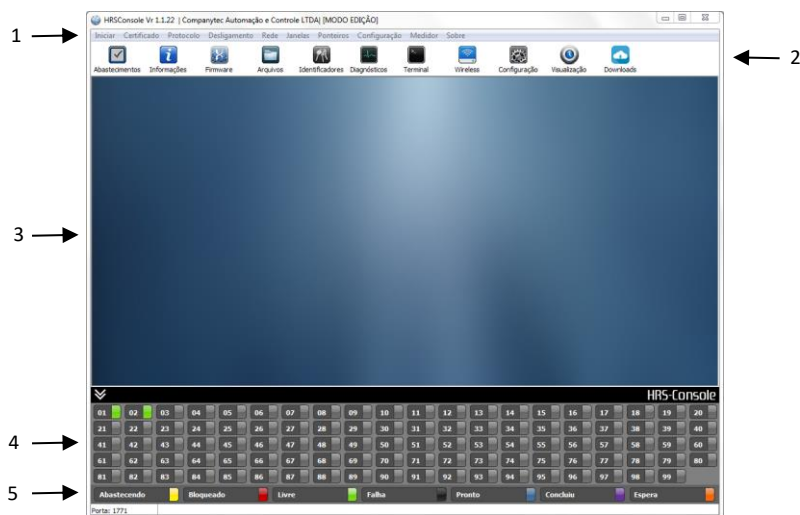 HRSConsole Vr 1.1.22 | Companytec Automação e Controle LTDA| [MODO EDIÇÃO]
1
Iniciar Certificado Protocolo Desligamento Rede Janelas Ponteiros Configuração Medidor Sobre
2
Abastecimentos Informações Firmware Arquivos Identificadores Diagnósticos Terminal Wireless Configuração Visualização Downloads
3
HRS-Console
01 02 03 04 05 06 07 08 09 10 11 12 13 14 15 16 17 18 19 20
21 22 23 24 25 26 27 28 29 30 31 32 33 34 35 36 37 38 39 40
4
41 42 43 44 45 46 47 48 49 50 51 52 53 54 55 56 57 58 59 60
61 62 63 64 65 66 67 68 69 70 71 72 73 74 75 76 77 78 79 80
81 82 83 84 85 86 87 88 89 90 91 92 93 94 95 96 97 98 99
5
Abastecendo Bloqueado Livre Falha Pronto Concluiu Espera
Porta: 1771